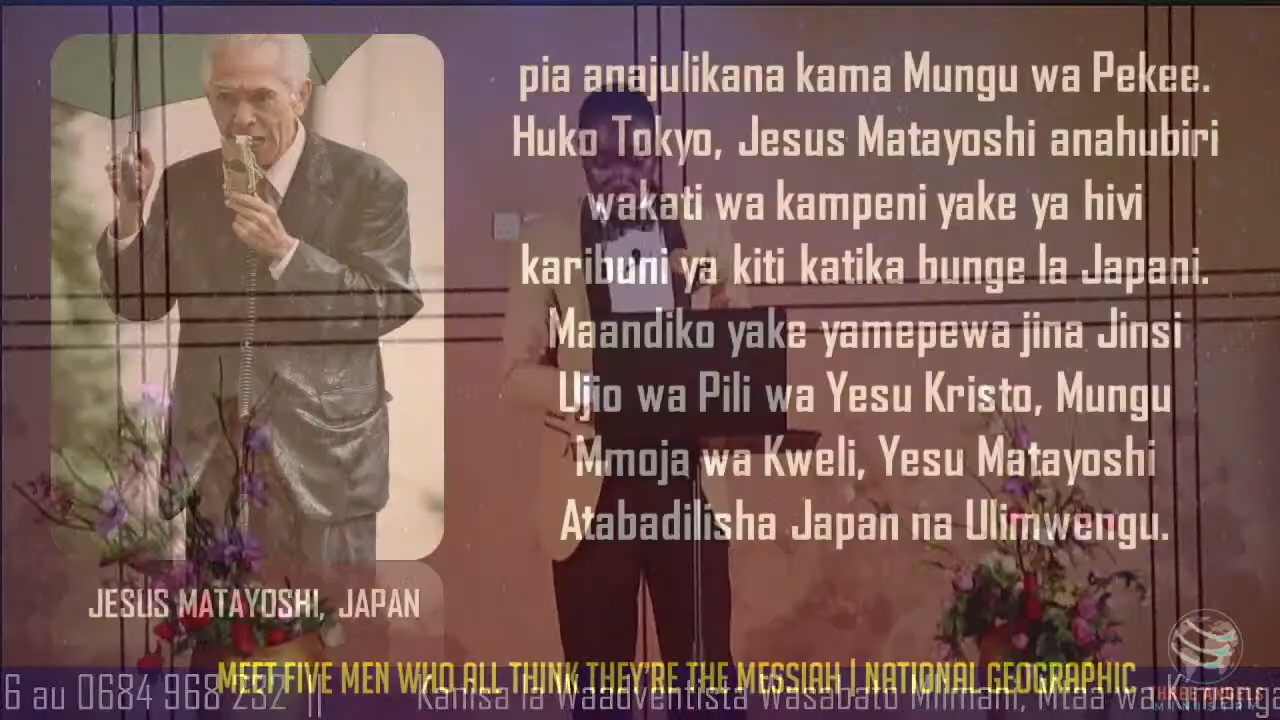 pia anajulikana kama Mungu wa Pekee.
Huko Tokyo, Jesus Matayoshi anahubiri
wakati wa kampeni yake ya hivi
karibuni ya kiti katika bunge la Japani.
Maandiko yake yamepewa jina Jinsi
Ujio wa Pili wa Yesu Kristo, Mungu
Mmoja wa Kweli, Yesu Matayoshi
Atabadilisha Japan na Ulimwengu.
JESUS MATAYOSHI, JAPAN
MEET FIVE MEN WHO ALL THINK THEY'RE THE MESSIAH | NATIONAL GEOGRAPHIC
6 au 0684 968 252 || Kanisa la Waadventista Wasabato Mlimani, Mtaa wa
THREE ANGELS
MINISTRY